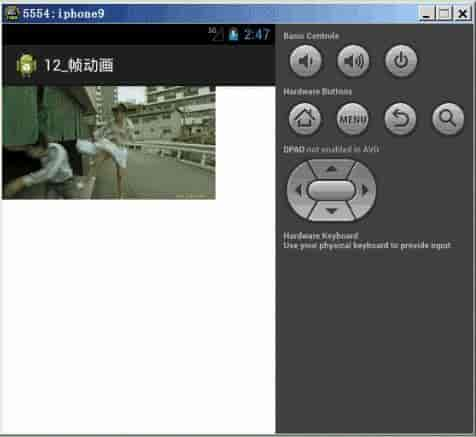 5554:iphone9
3G 2:47
12_帧动画
Basic Controls
Hardware Buttons
MENU
DPAD not enabled in AVD
Hardware Keyboard
Use your physical keyboard to provide input